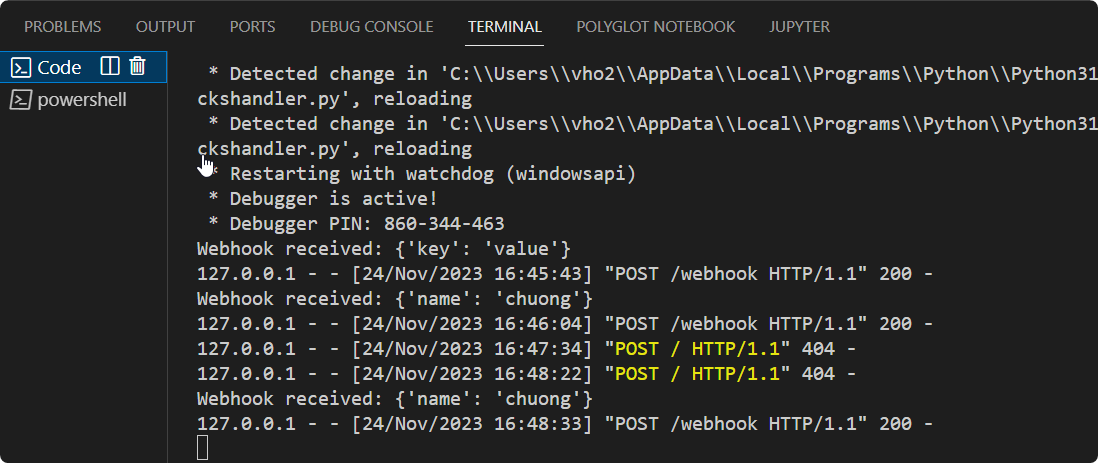 PROBLEMS OUTPUT PORTS DEBUG CONSOLE TERMINAL POLYGLOT NOTEBOOK JUPYTER
Code
powershell
* Detected change in 'C:\\Users\\vho2\\AppData\\Local\\Programs\\Python\\Python31
ckshandler.py', reloading
* Detected change in 'C:\\Users\\vho2\\AppData\\Local\\Programs\\Python\\Python31
ckshandler.py', reloading
* Restarting with watchdog (windowsapi)
* Debugger is active!
* Debugger PIN: 860-344-463
Webhook received: {'key': 'value'}
127.0.0.1 - - [24/Nov/2023 16:45:43] "POST /webhook HTTP/1.1" 200 -
Webhook received: {'name': 'chuong'}
127.0.0.1 - - [24/Nov/2023 16:46:04] "POST /webhook HTTP/1.1" 200 -
127.0.0.1 - - [24/Nov/2023 16:47:34] "POST / HTTP/1.1" 404 -
127.0.0.1 - - [24/Nov/2023 16:48:22] "POST / HTTP/1.1" 404 -
Webhook received: {'name': 'chuong'}
127.0.0.1 - - [24/Nov/2023 16:48:33] "POST /webhook HTTP/1.1" 200 -